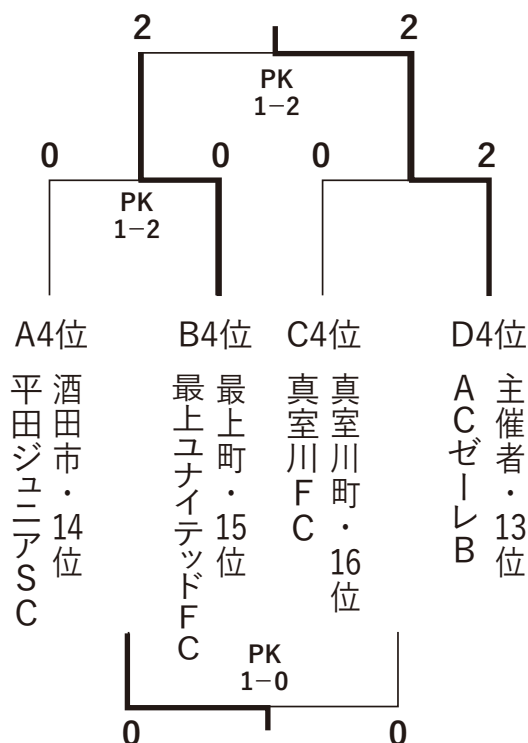 2
2
PK
1−2
0
0
0
2
PK
1−2
A4位
B4位
C4位
D4位
酒田市・14位
平田ジュニアSC
最上町・15位
最上ユナイテッドFC
真室川町・16位
真室川FC
主催者・13位
ACゼーレB
PK
1−0
0
0